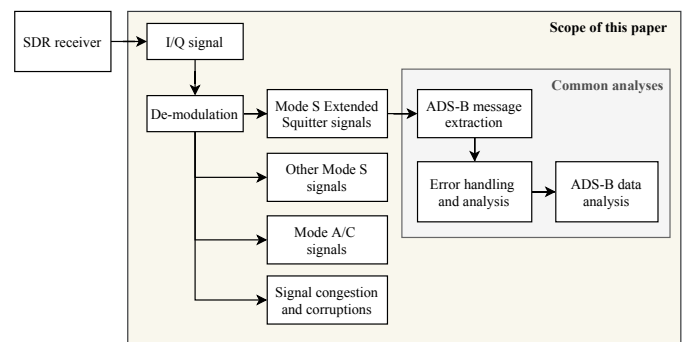 Scope of this paper
SDR receiver
I/Q signal
Common analyses
De-modulation
Mode S Extended
Squitter signals
ADS-B message
extraction
Other Mode S
signals
Error handling
and analysis
ADS-B data
analysis
Mode A/C
signals
Signal congestion
and corruptions